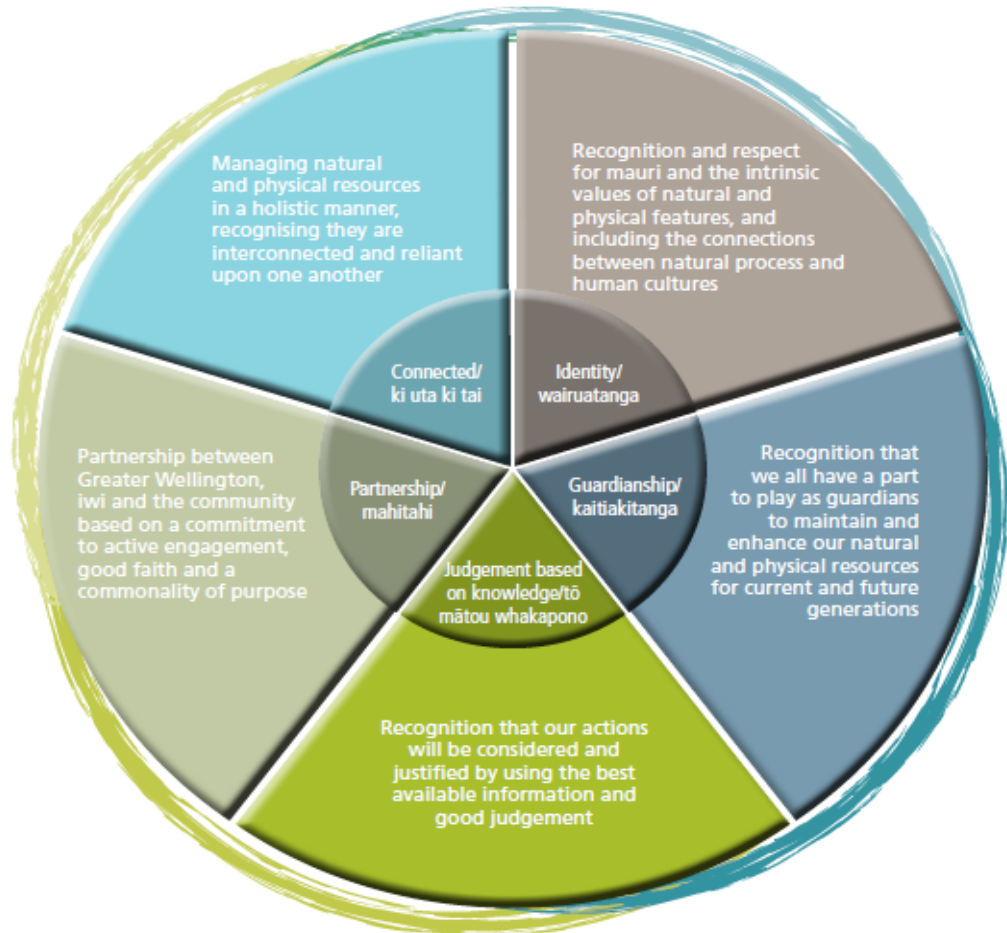 Managing natural
and physical resources
in a holistic manner,
recognising they are
interconnected and reliant
upon one another
Recognition and respect
for mauri and the intrinsic
values of natural and
physical features, and
including the connections
between natural process and
human cultures
Connected/
ki uta ki tai
Identity/
wairuatanga
Partnership between
Greater Wellington,
iwi and the community
based on a commitment
to active engagement,
good faith and a
commonality of purpose
Partnership/
mahitahi
Guardianship/
kaitiakitanga
Recognition that
we all have a part
to play as guardians
to maintain and
enhance our natural
and physical resources
for current and future
generations
Judgement based
on knowledge/tō
mātou whakapono
Recognition that our actions
will be considered and
justified by using the best
available information and
good judgement